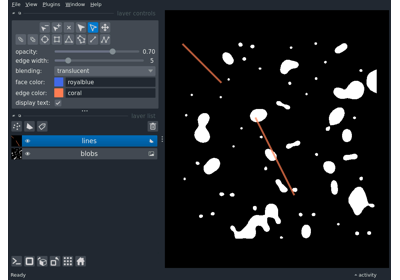 File View Plugins Window Help
layer controls
opacity: 0.70
edge width: 5
blending: translucent
face color: royalblue
edge color: coral
display text: ✓
layer list
lines
blobs
Ready
activity